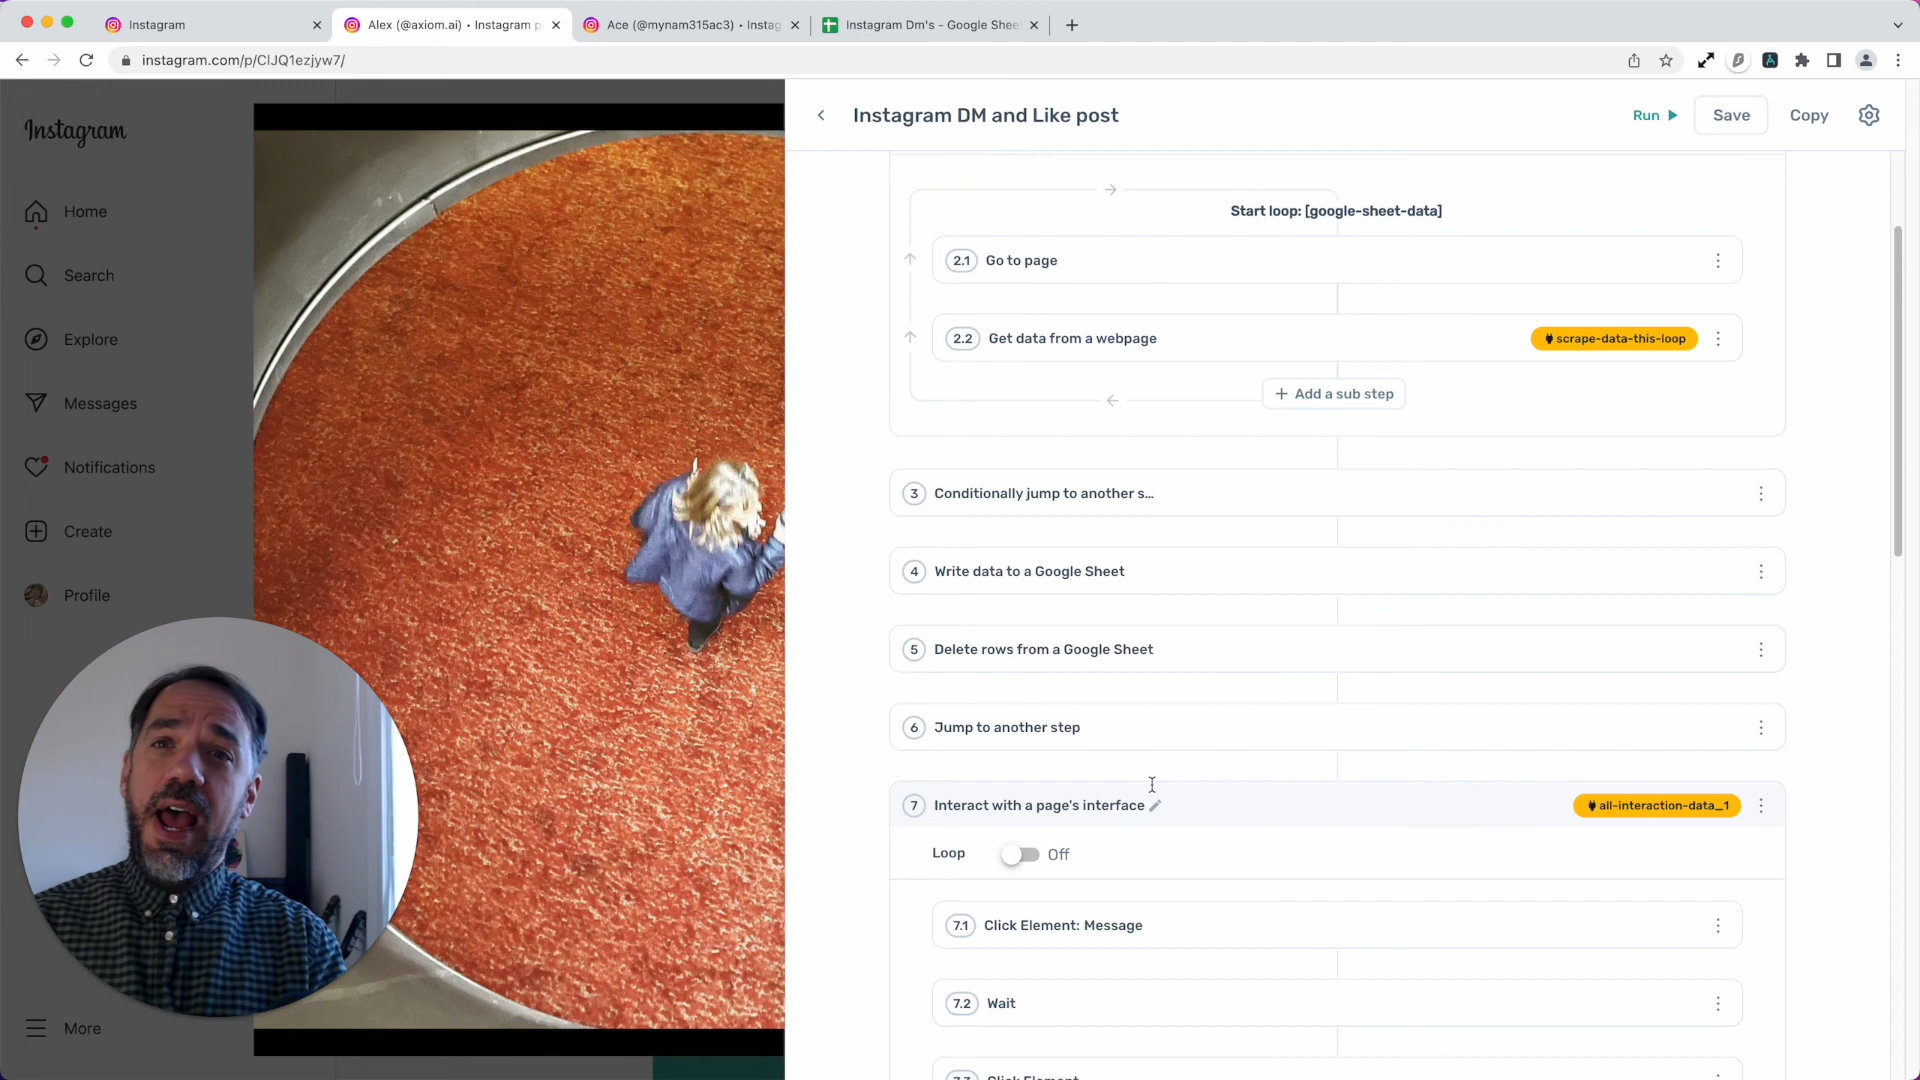 Instagram
Alex (@axiom.ai) • Instagram p
Ace (@mynam315ac3) • Instag
Instagram Dm's - Google Shee
instagram.com/p/ClJQ1ezjyw7/
Instagram
Home
Search
Explore
Messages
Notifications
Create
Profile
More
Instagram DM and Like post
Run
Save
Copy
Start loop: [google-sheet-data]
2.1 Go to page
2.2 Get data from a webpage
scrape-data-this-loop
+ Add a sub step
3 Conditionally jump to another s...
4 Write data to a Google Sheet
5 Delete rows from a Google Sheet
6 Jump to another step
7 Interact with a page's interface
all-interaction-data_1
Loop Off
7.1 Click Element: Message
7.2 Wait
7.3 Click Element